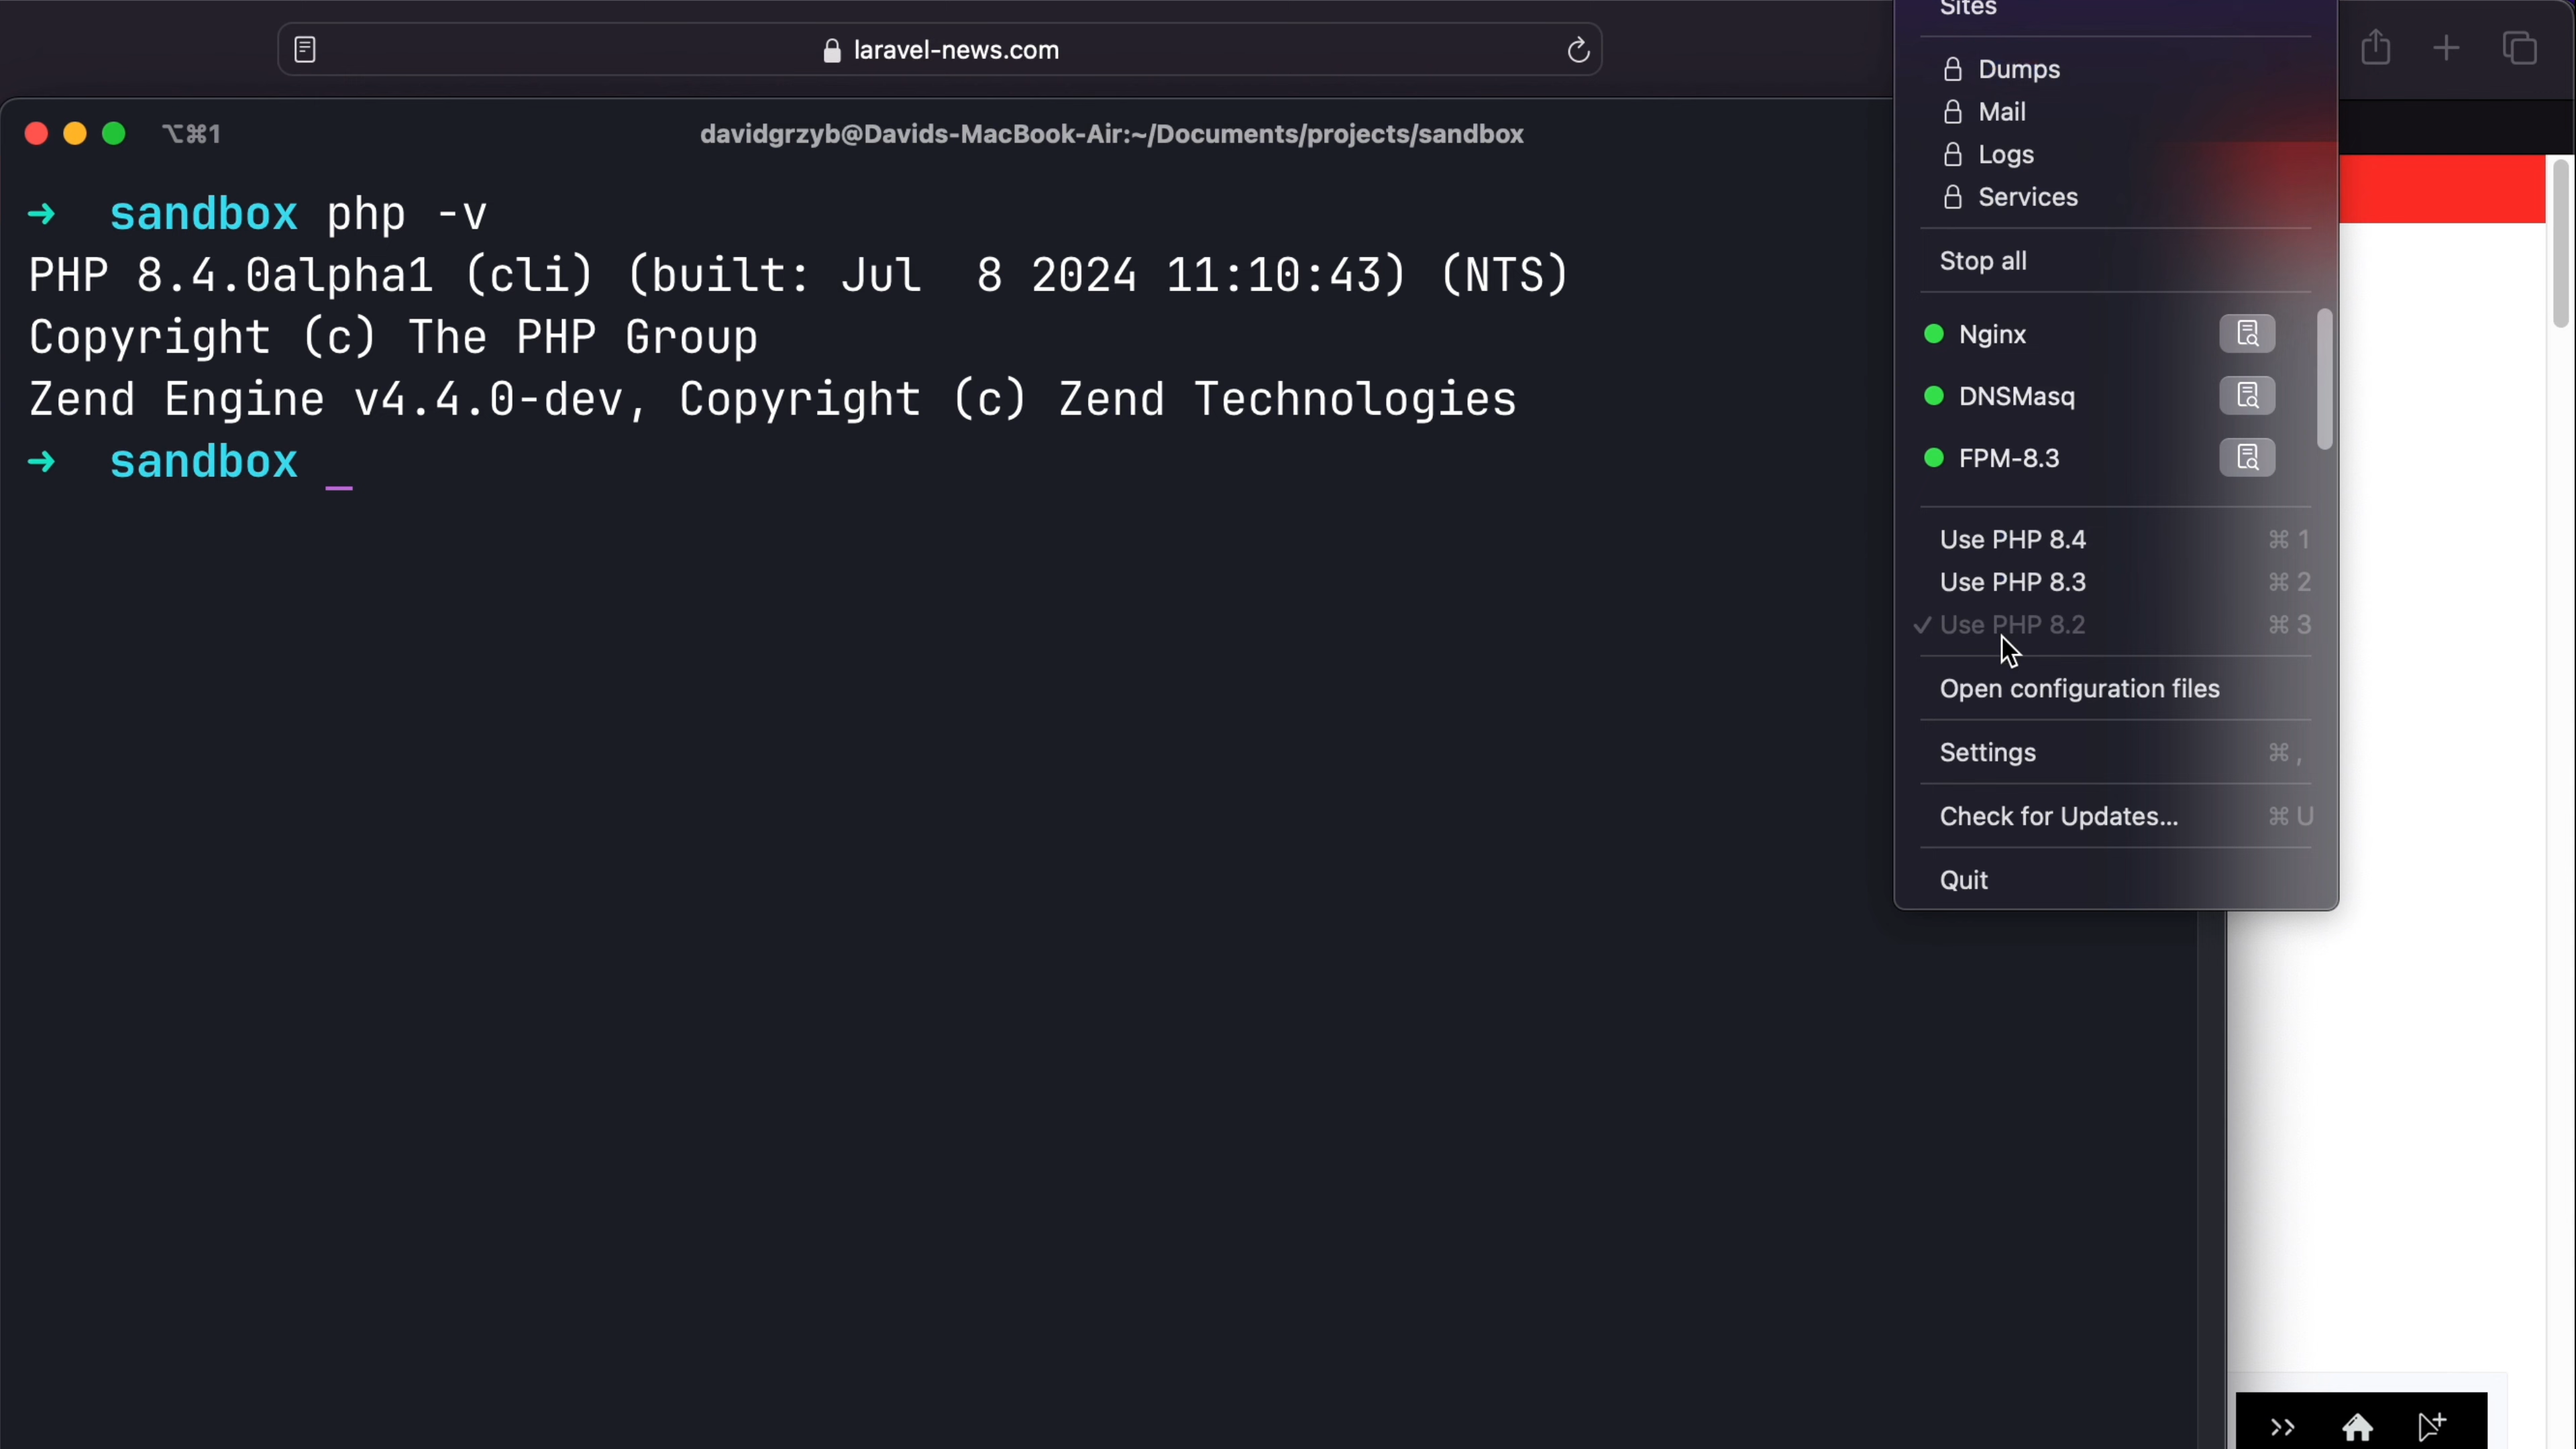 laravel-news.com
⌥⌘1
davidgrzyb@Davids-MacBook-Air:~/Documents/projects/sandbox
➜ sandbox php -v
PHP 8.4.0alpha1 (cli) (built: Jul  8 2024 11:10:43) (NTS)
Copyright (c) The PHP Group
Zend Engine v4.4.0-dev, Copyright (c) Zend Technologies
➜ sandbox _
Sites
Dumps
Mail
Logs
Services
Stop all
Nginx
DNSMasq
FPM-8.3
Use PHP 8.4 ⌘ 1
Use PHP 8.3 ⌘ 2
✓ Use PHP 8.2 ⌘ 3
Open configuration files
Settings ⌘ ,
Check for Updates... ⌘ U
Quit